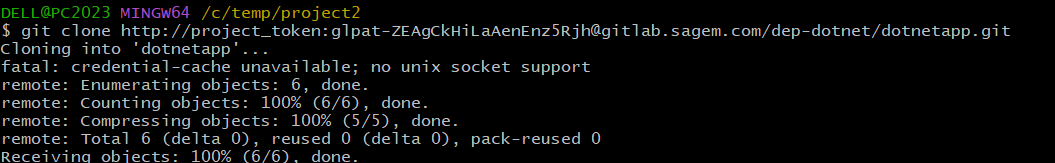 DELL@PC2023 MINGW64 /c/temp/project2
$ git clone http://project_token:glpat-ZEAgCkHiLaAenEnz5Rjh@gitlab.sagem.com/dep-dotnet/dotnetapp.git
Cloning into 'dotnetapp'...
fatal: credential-cache unavailable; no unix socket support
remote: Enumerating objects: 6, done.
remote: Counting objects: 100% (6/6), done.
remote: Compressing objects: 100% (5/5), done.
remote: Total 6 (delta 0), reused 0 (delta 0), pack-reused 0
Receiving objects: 100% (6/6), done.